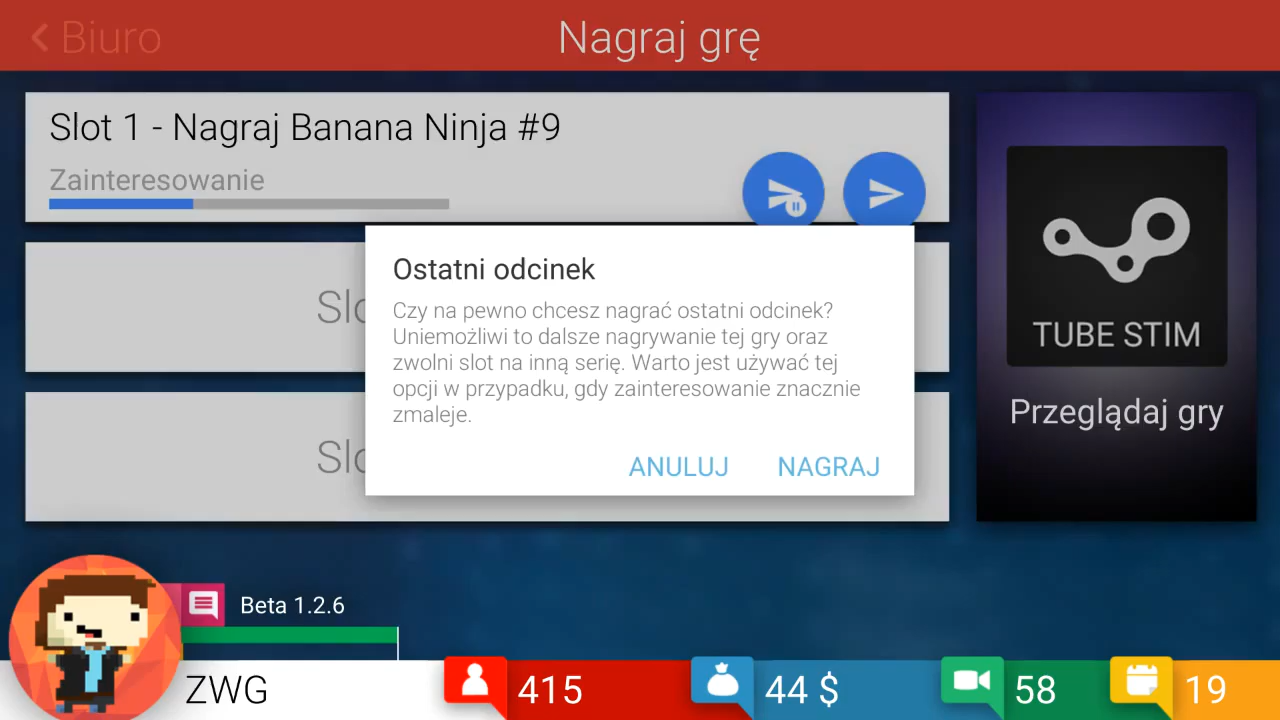 Biuro
Nagraj grę
Slot 1 - Nagraj Banana Ninja #9
Zainteresowanie
TUBE STIM
Przeglądaj gry
Ostatni odcinek
Czy na pewno chcesz nagrać ostatni odcinek?
Uniemożliwi to dalsze nagrywanie tej gry oraz
zwolni slot na inną serię. Warto jest używać tej
opcji w przypadku, gdy zainteresowanie znacznie
zmaleje.
ANULUJ NAGRAJ
Beta 1.2.6
ZWG
415
44 $
58
19